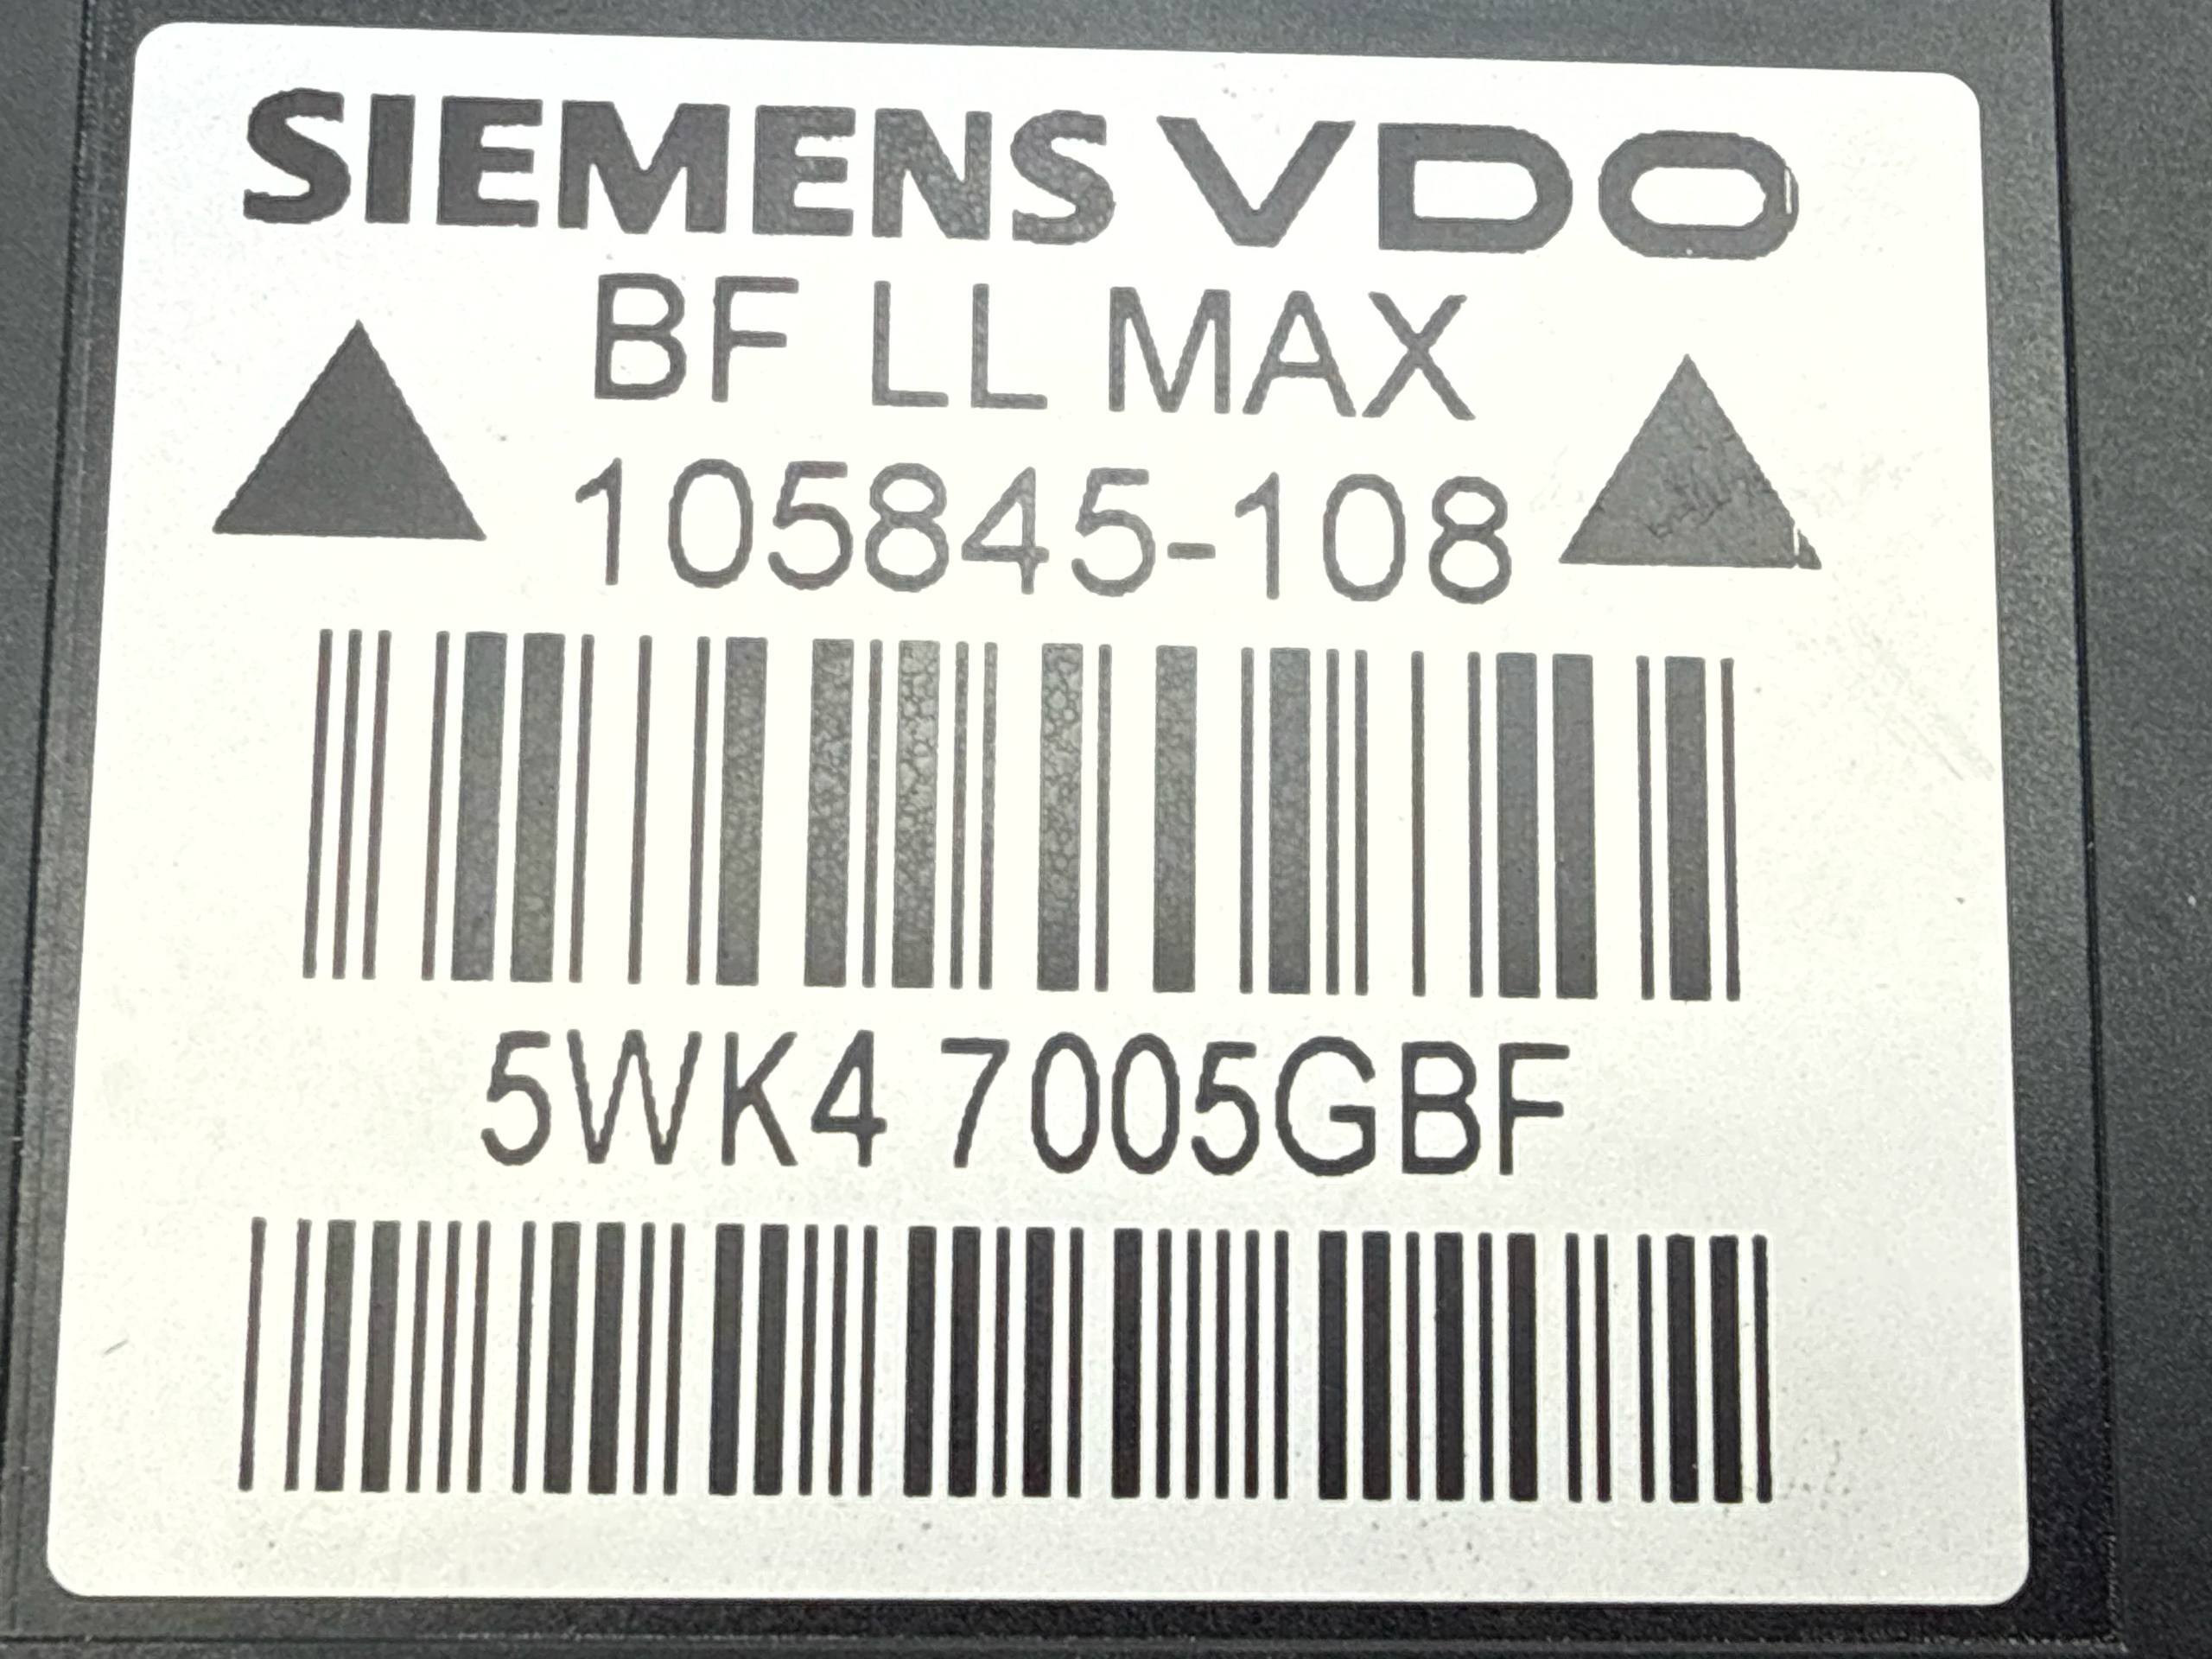 SIEMENS VDO
BF LL MAX
105845-108
5WK4 7005GBF